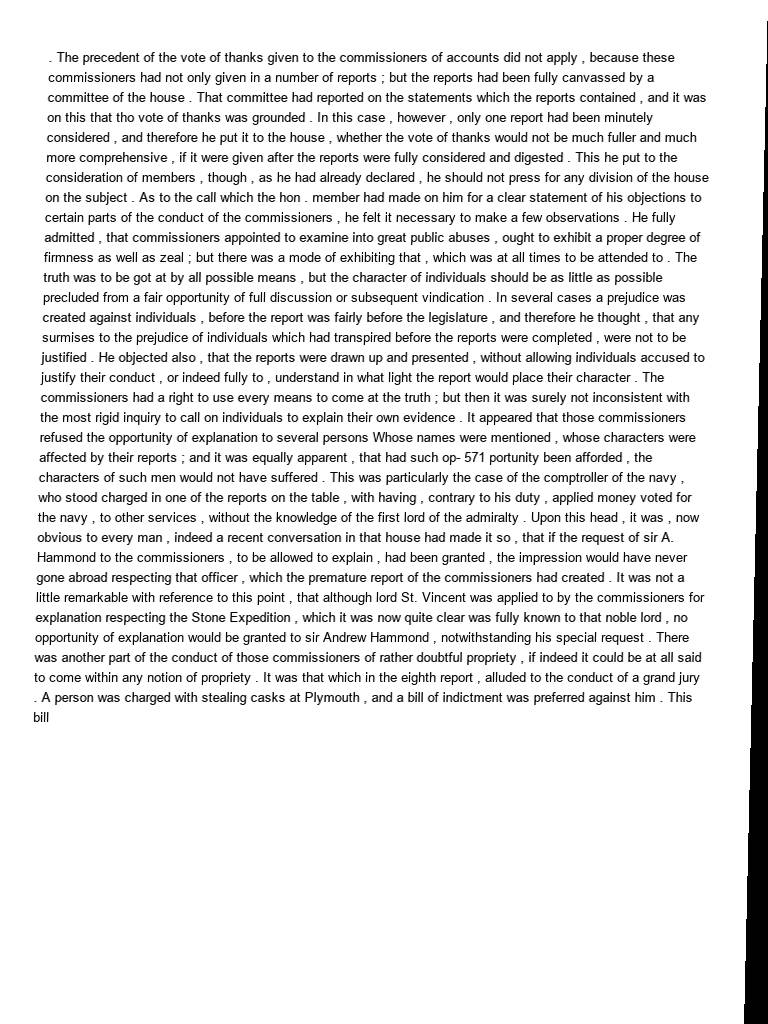 . The precedent of the vote of thanks given to the commissioners of accounts did not apply , because these
commissioners had not only given in a number of reports ; but the reports had been fully canvassed by a
committee of the house . That committee had reported on the statements which the reports contained , and it was
on this that tho vote of thanks was grounded . In this case , however , only one report had been minutely
considered , and therefore he put it to the house , whether the vote of thanks would not be much fuller and much
more comprehensive , if it were given after the reports were fully considered and digested . This he put to the
consideration of members , though , as he had already declared , he should not press for any division of the house
on the subject . As to the call which the hon . member had made on him for a clear statement of his objections to
certain parts of the conduct of the commissioners , he felt it necessary to make a few observations . He fully
admitted , that commissioners appointed to examine into great public abuses , ought to exhibit a proper degree of
firmness as well as zeal ; but there was a mode of exhibiting that , which was at all times to be attended to . The
truth was to be got at by all possible means , but the character of individuals should be as little as possible
precluded from a fair opportunity of full discussion or subsequent vindication . In several cases a prejudice was
created against individuals , before the report was fairly before the legislature , and therefore he thought , that any
surmises to the prejudice of individuals which had transpired before the reports were completed , were not to be
justified . He objected also , that the reports were drawn up and presented , without allowing individuals accused to
justify their conduct , or indeed fully to , understand in what light the report would place their character . The
commissioners had a right to use every means to come at the truth ; but then it was surely not inconsistent with
the most rigid inquiry to call on individuals to explain their own evidence . It appeared that those commissioners
refused the opportunity of explanation to several persons Whose names were mentioned , whose characters were
affected by their reports ; and it was equally apparent , that had such op- 571 portunity been afforded , the
characters of such men would not have suffered . This was particularly the case of the comptroller of the navy ,
who stood charged in one of the reports on the table , with having , contrary to his duty , applied money voted for
the navy , to other services , without the knowledge of the first lord of the admiralty . Upon this head , it was , now
obvious to every man , indeed a recent conversation in that house had made it so , that if the request of sir A.
Hammond to the commissioners , to be allowed to explain , had been granted , the impression would have never
gone abroad respecting that officer , which the premature report of the commissioners had created . It was not a
little remarkable with reference to this point , that although lord St. Vincent was applied to by the commissioners for
explanation respecting the Stone Expedition , which it was now quite clear was fully known to that noble lord , no
opportunity of explanation would be granted to sir Andrew Hammond , notwithstanding his special request . There
was another part of the conduct of those commissioners of rather doubtful propriety , if indeed it could be at all said
to come within any notion of propriety . It was that which in the eighth report , alluded to the conduct of a grand jury
. A person was charged with stealing casks at Plymouth , and a bill of indictment was preferred against him . This
bill